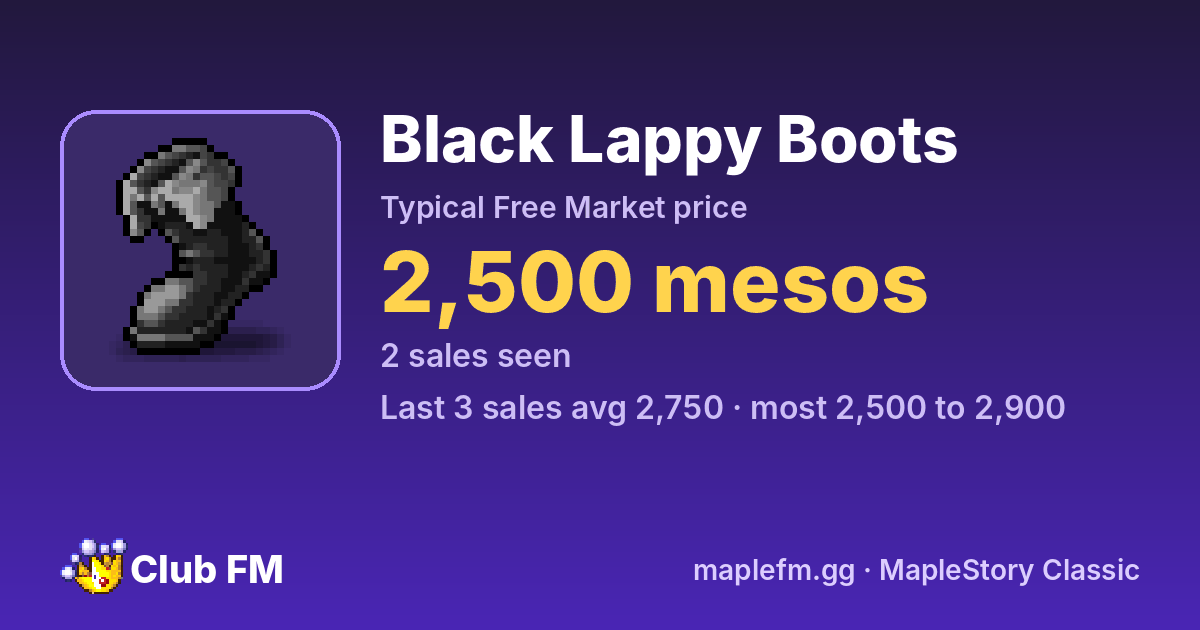 Black Lappy Boots
Typical Free Market price
2,500 mesos
2 sales seen
Last 3 sales avg 2,750 · most 2,500 to 2,900
Club FM
maplefm.gg · MapleStory Classic